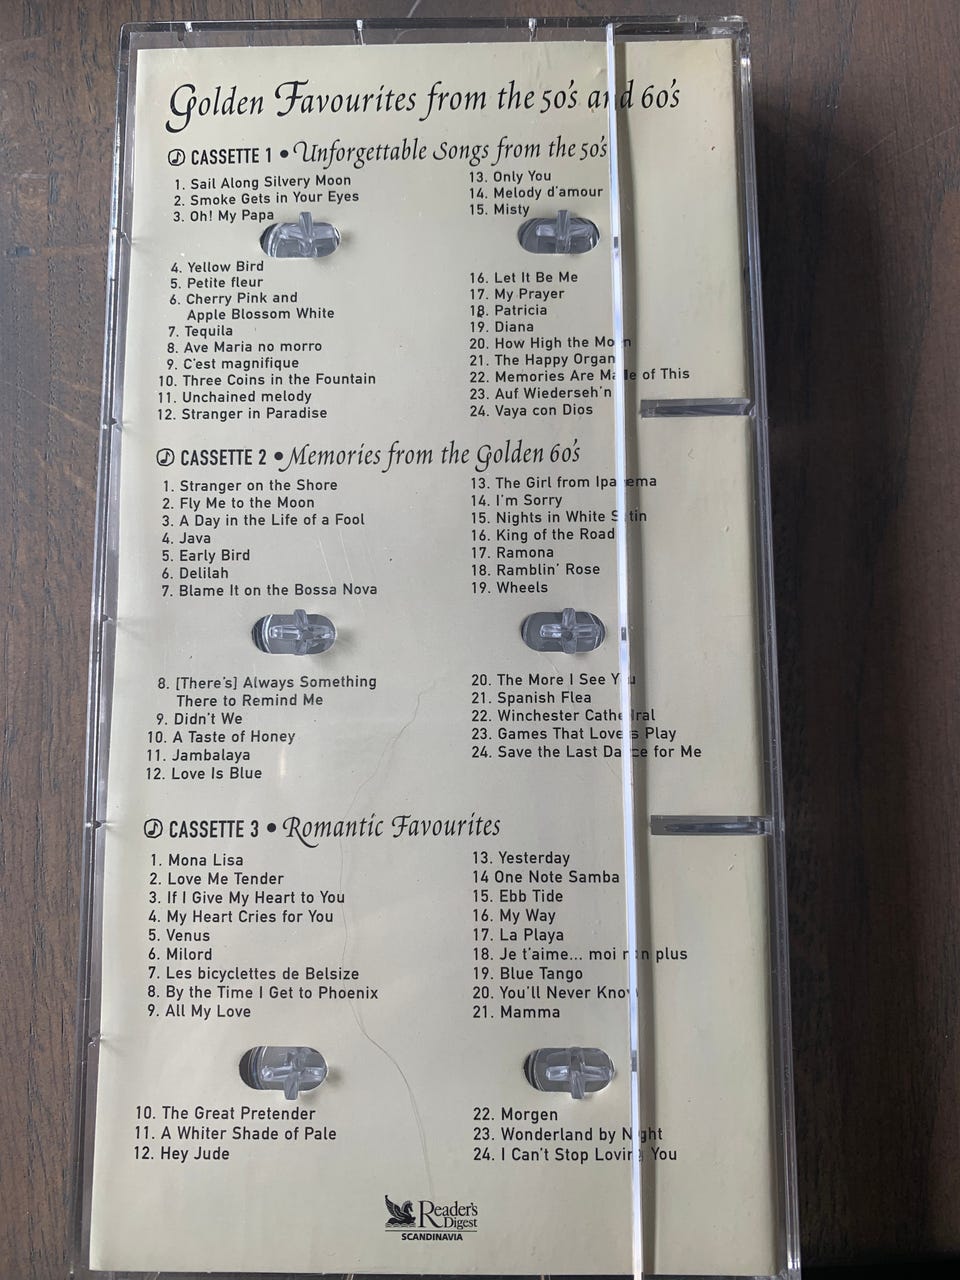 Golden Favourites from the 50's and 60's
CASSETTE 1 • Unforgettable Songs from the 50's
1. Sail Along Silvery Moon
2. Smoke Gets in Your Eyes
3. Oh! My Papa
4. Yellow Bird
5. Petite fleur
6. Cherry Pink and
Apple Blossom White
7. Tequila
8. Ave Maria no morro
9. C'est magnifique
10. Three Coins in the Fountain
11. Unchained melody
12. Stranger in Paradise
13. Only You
14. Melody d'amour
15. Misty
16. Let It Be Me
17. My Prayer
18. Patricia
19. Diana
20. How High the Moon
21. The Happy Organ
22. Memories Are Made of This
23. Auf Wiederseh'n
24. Vaya con Dios
CASSETTE 2 • Memories from the Golden 60's
1. Stranger on the Shore
2. Fly Me to the Moon
3. A Day in the Life of a Fool
4. Java
5. Early Bird
6. Delilah
7. Blame It on the Bossa Nova
8. [There's] Always Something
There to Remind Me
9. Didn't We
10. A Taste of Honey
11. Jambalaya
12. Love Is Blue
13. The Girl from Ipanema
14. I'm Sorry
15. Nights in White Satin
16. King of the Road
17. Ramona
18. Ramblin' Rose
19. Wheels
20. The More I See You
21. Spanish Flea
22. Winchester Cathedral
23. Games That Lovers Play
24. Save the Last Dance for Me
CASSETTE 3 • Romantic Favourites
1. Mona Lisa
2. Love Me Tender
3. If I Give My Heart to You
4. My Heart Cries for You
5. Venus
6. Milord
7. Les bicyclettes de Belsize
8. By the Time I Get to Phoenix
9. All My Love
10. The Great Pretender
11. A Whiter Shade of Pale
12. Hey Jude
13. Yesterday
14 One Note Samba
15. Ebb Tide
16. My Way
17. La Playa
18. Je t'aime... moi non plus
19. Blue Tango
20. You'll Never Know
21. Mamma
22. Morgen
23. Wonderland by Night
24. I Can't Stop Loving You
Reader's
Digest
SCANDINAVIA